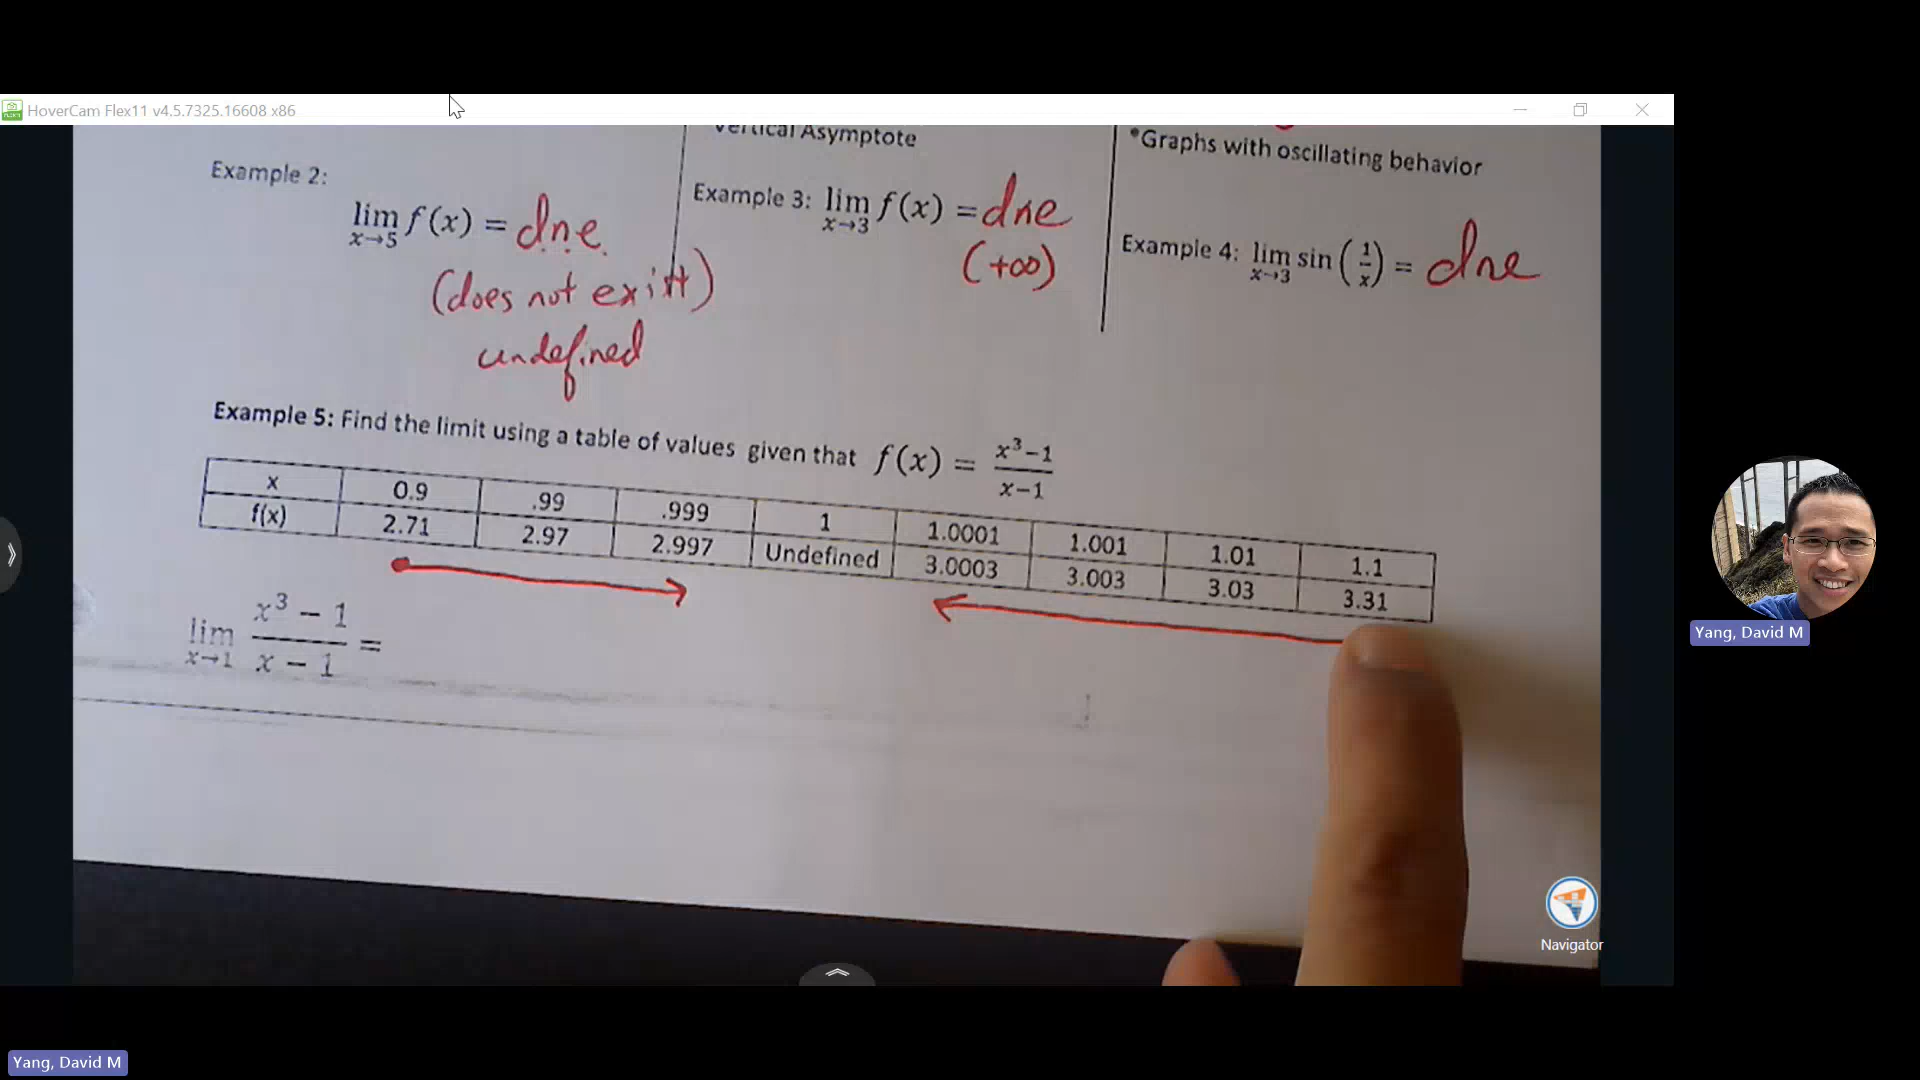 HoverCam Flex11 v4.5.7325.16608 x86
Vertical Asymptote
*Graphs with oscillating behavior
Example 2:
lim x→5 f(x) = dne
(does not exist)
undefined
Example 3: lim x→3 f(x) = dne
(+∞)
Example 4: lim x→3 sin(1/x) = dne
Example 5: Find the limit using a table of values given that f(x) = x³−1 / x−1
x 0.9 .99 .999 1 1.0001 1.001 1.01 1.1
f(x) 2.71 2.97 2.997 Undefined 3.0003 3.003 3.03 3.31
lim x→1 x³ − 1 / x − 1 =
Navigator
Yang, David M
Yang, David M